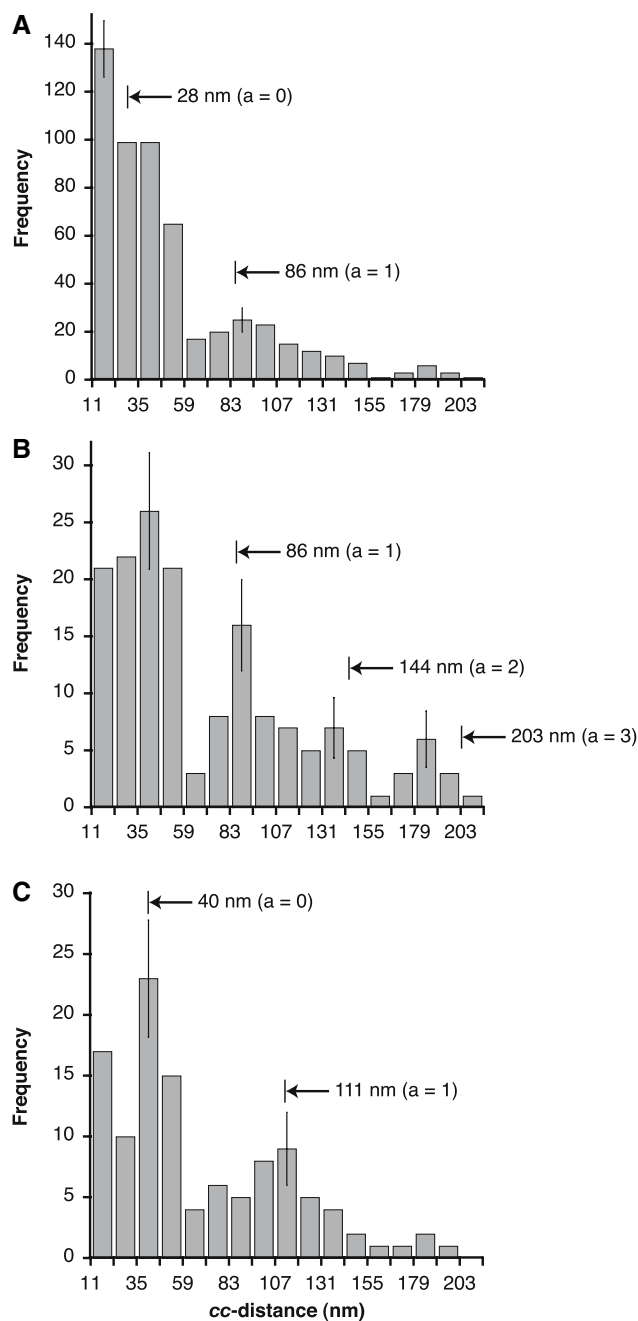 A
140
28 nm (a = 0)
120
100
80
Frequency
60
40
86 nm (a = 1)
20
0
11 35 59 83 107 131 155 179 203
B
30
25
86 nm (a = 1)
20
Frequency
15
144 nm (a = 2)
10
203 nm (a = 3)
5
0
11 35 59 83 107 131 155 179 203
C
30
40 nm (a = 0)
25
20
Frequency
15
111 nm (a = 1)
10
5
0
11 35 59 83 107 131 155 179 203
cc-distance (nm)